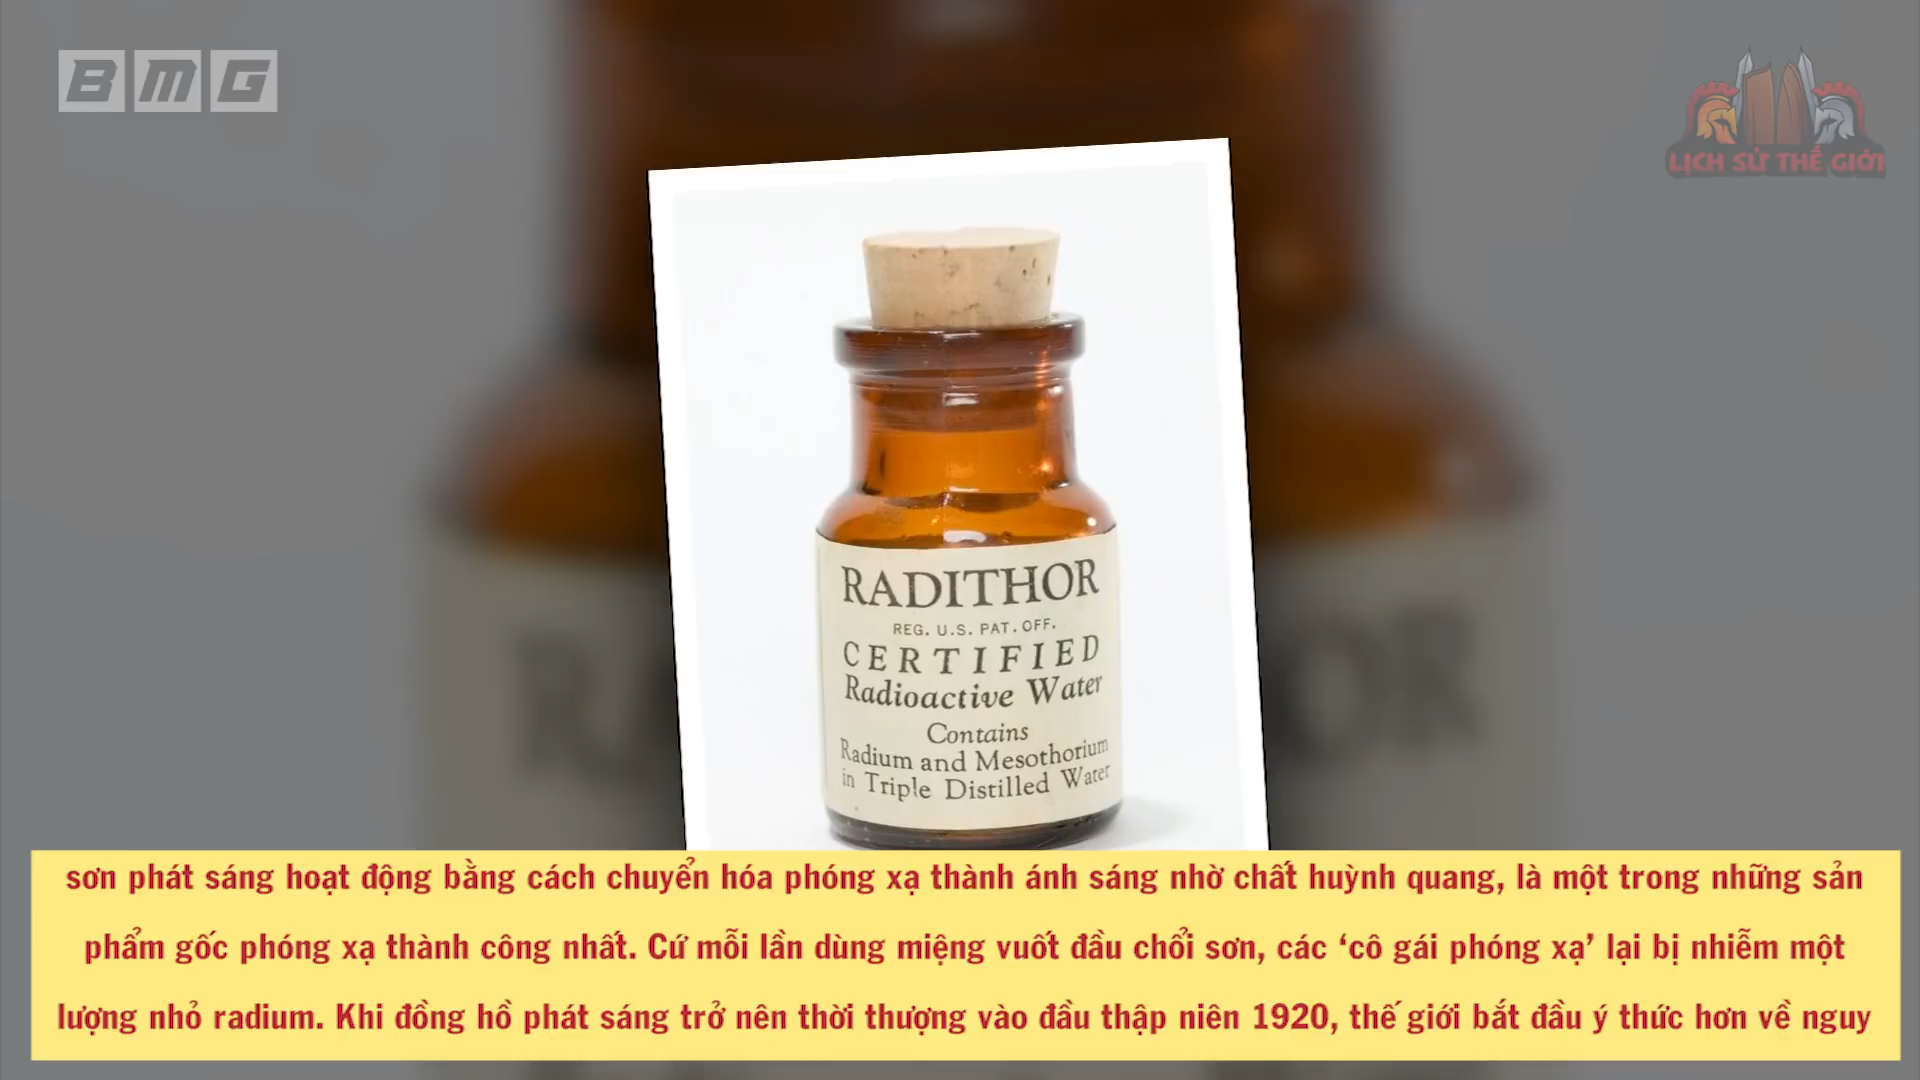 BMG
LỊCH SỬ THẾ GIỚI
RADITHOR
REG. U.S. PAT. OFF.
CERTIFIED
Radioactive Water
Contains
Radium and Mesothorium
in Triple Distilled Water
sơn phát sáng hoạt động bằng cách chuyển hóa phóng xạ thành ánh sáng nhờ chất huỳnh quang, là một trong những sản
phẩm gốc phóng xạ thành công nhất. Cứ mỗi lần dùng miệng vuốt đầu chổi sơn, các ‘cô gái phóng xạ’ lại bị nhiễm một
lượng nhỏ radium. Khi đồng hồ phát sáng trở nên thời thượng vào đầu thập niên 1920, thế giới bắt đầu ý thức hơn về nguy